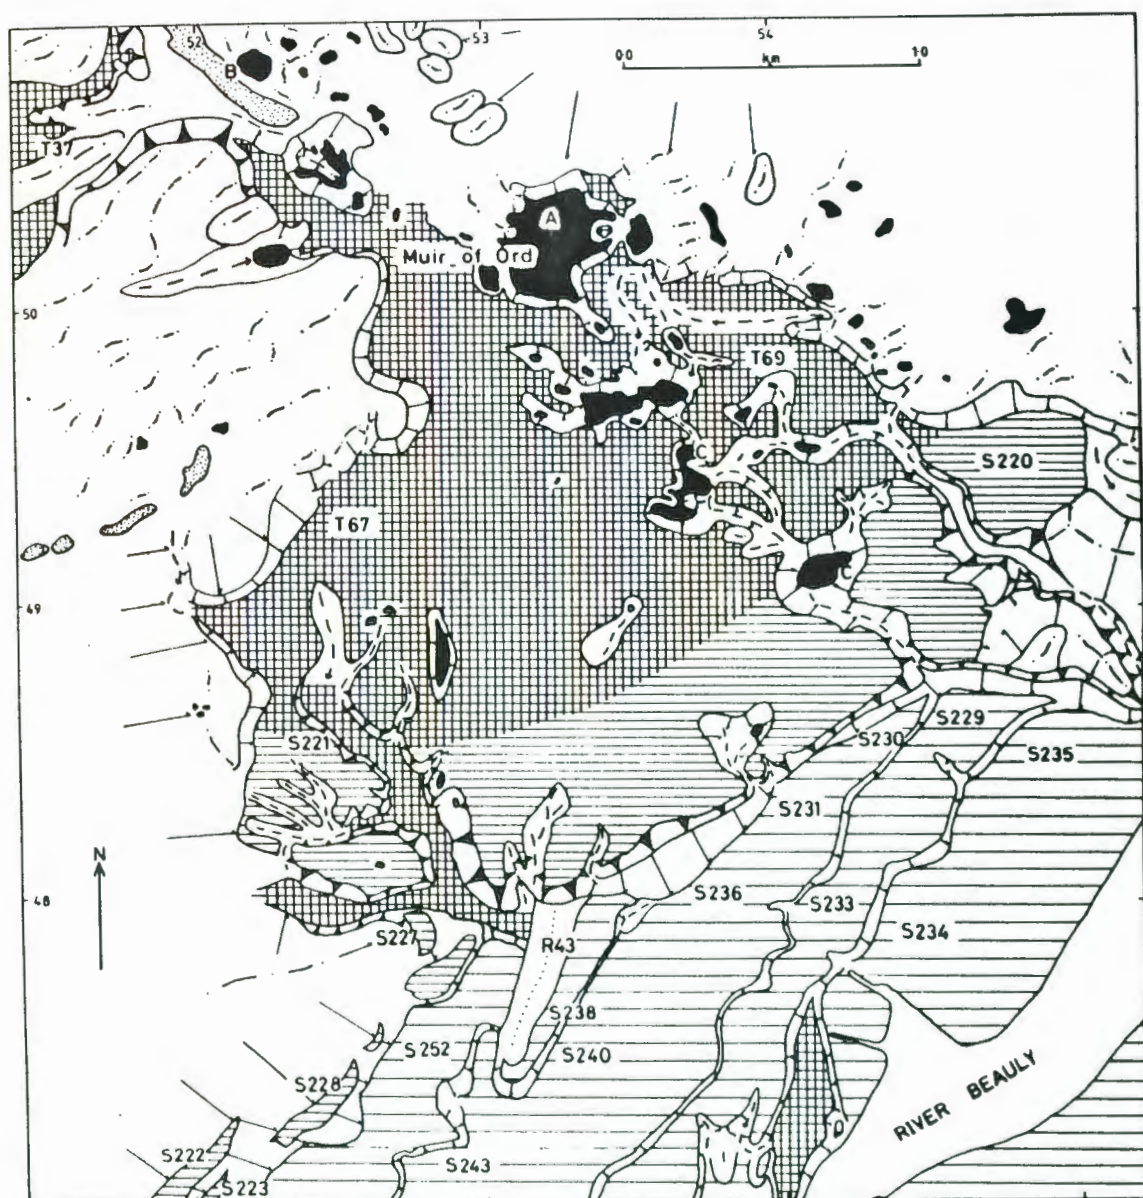 52
53
54
0·0
km
1·0
B
T37
A
e
Muir of Ord
50
T69
C
S220
T67
C
49
S221
S229
S230
S235
S231
N
48
S236
S233
S227
R43
S234
S238
S252
S240
S228
RIVER BEAULY
S222
S243
S223